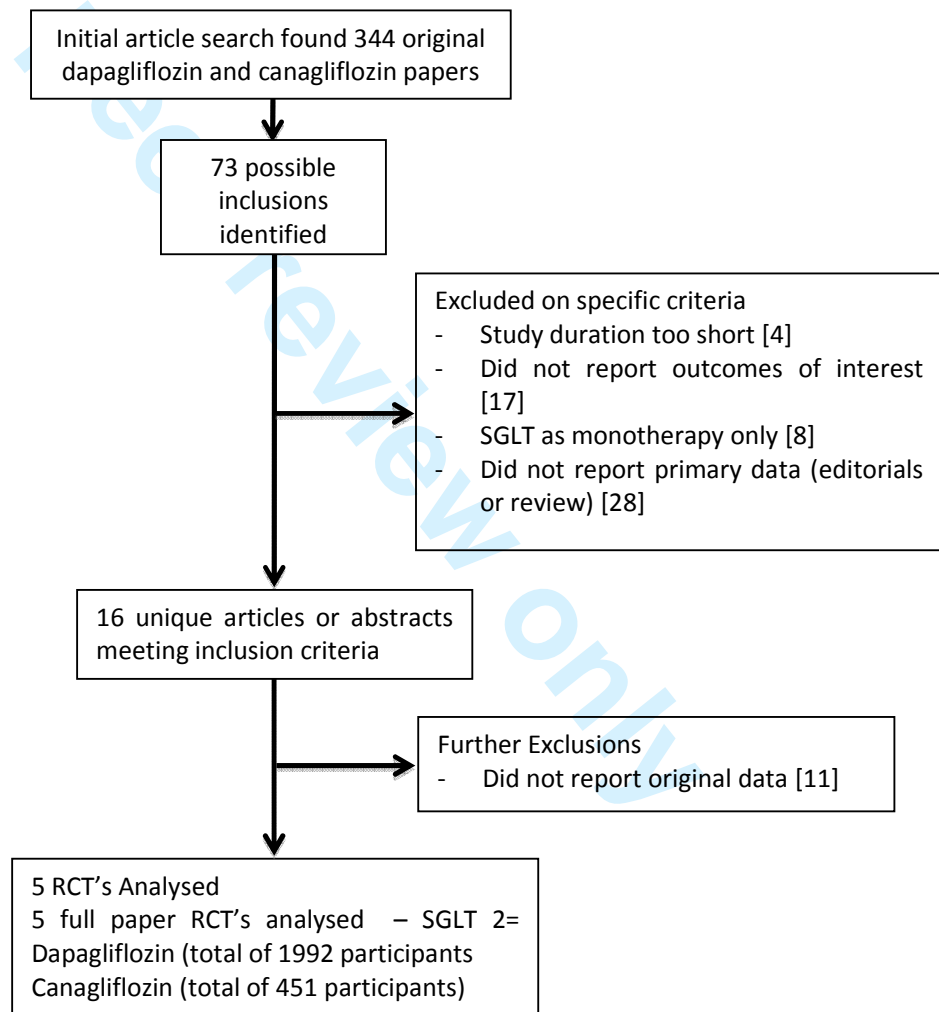 Initial article search found 344 original
dapagliflozin and canagliflozin papers
73 possible
inclusions
identified
Excluded on specific criteria
- Study duration too short [4]
- Did not report outcomes of interest
[17]
- SGLT as monotherapy only [8]
- Did not report primary data (editorials
or review) [28]
16 unique articles or abstracts
meeting inclusion criteria
Further Exclusions
- Did not report original data [11]
5 RCT's Analysed
5 full paper RCT's analysed – SGLT 2=
Dapagliflozin (total of 1992 participants
Canagliflozin (total of 451 participants)
review only